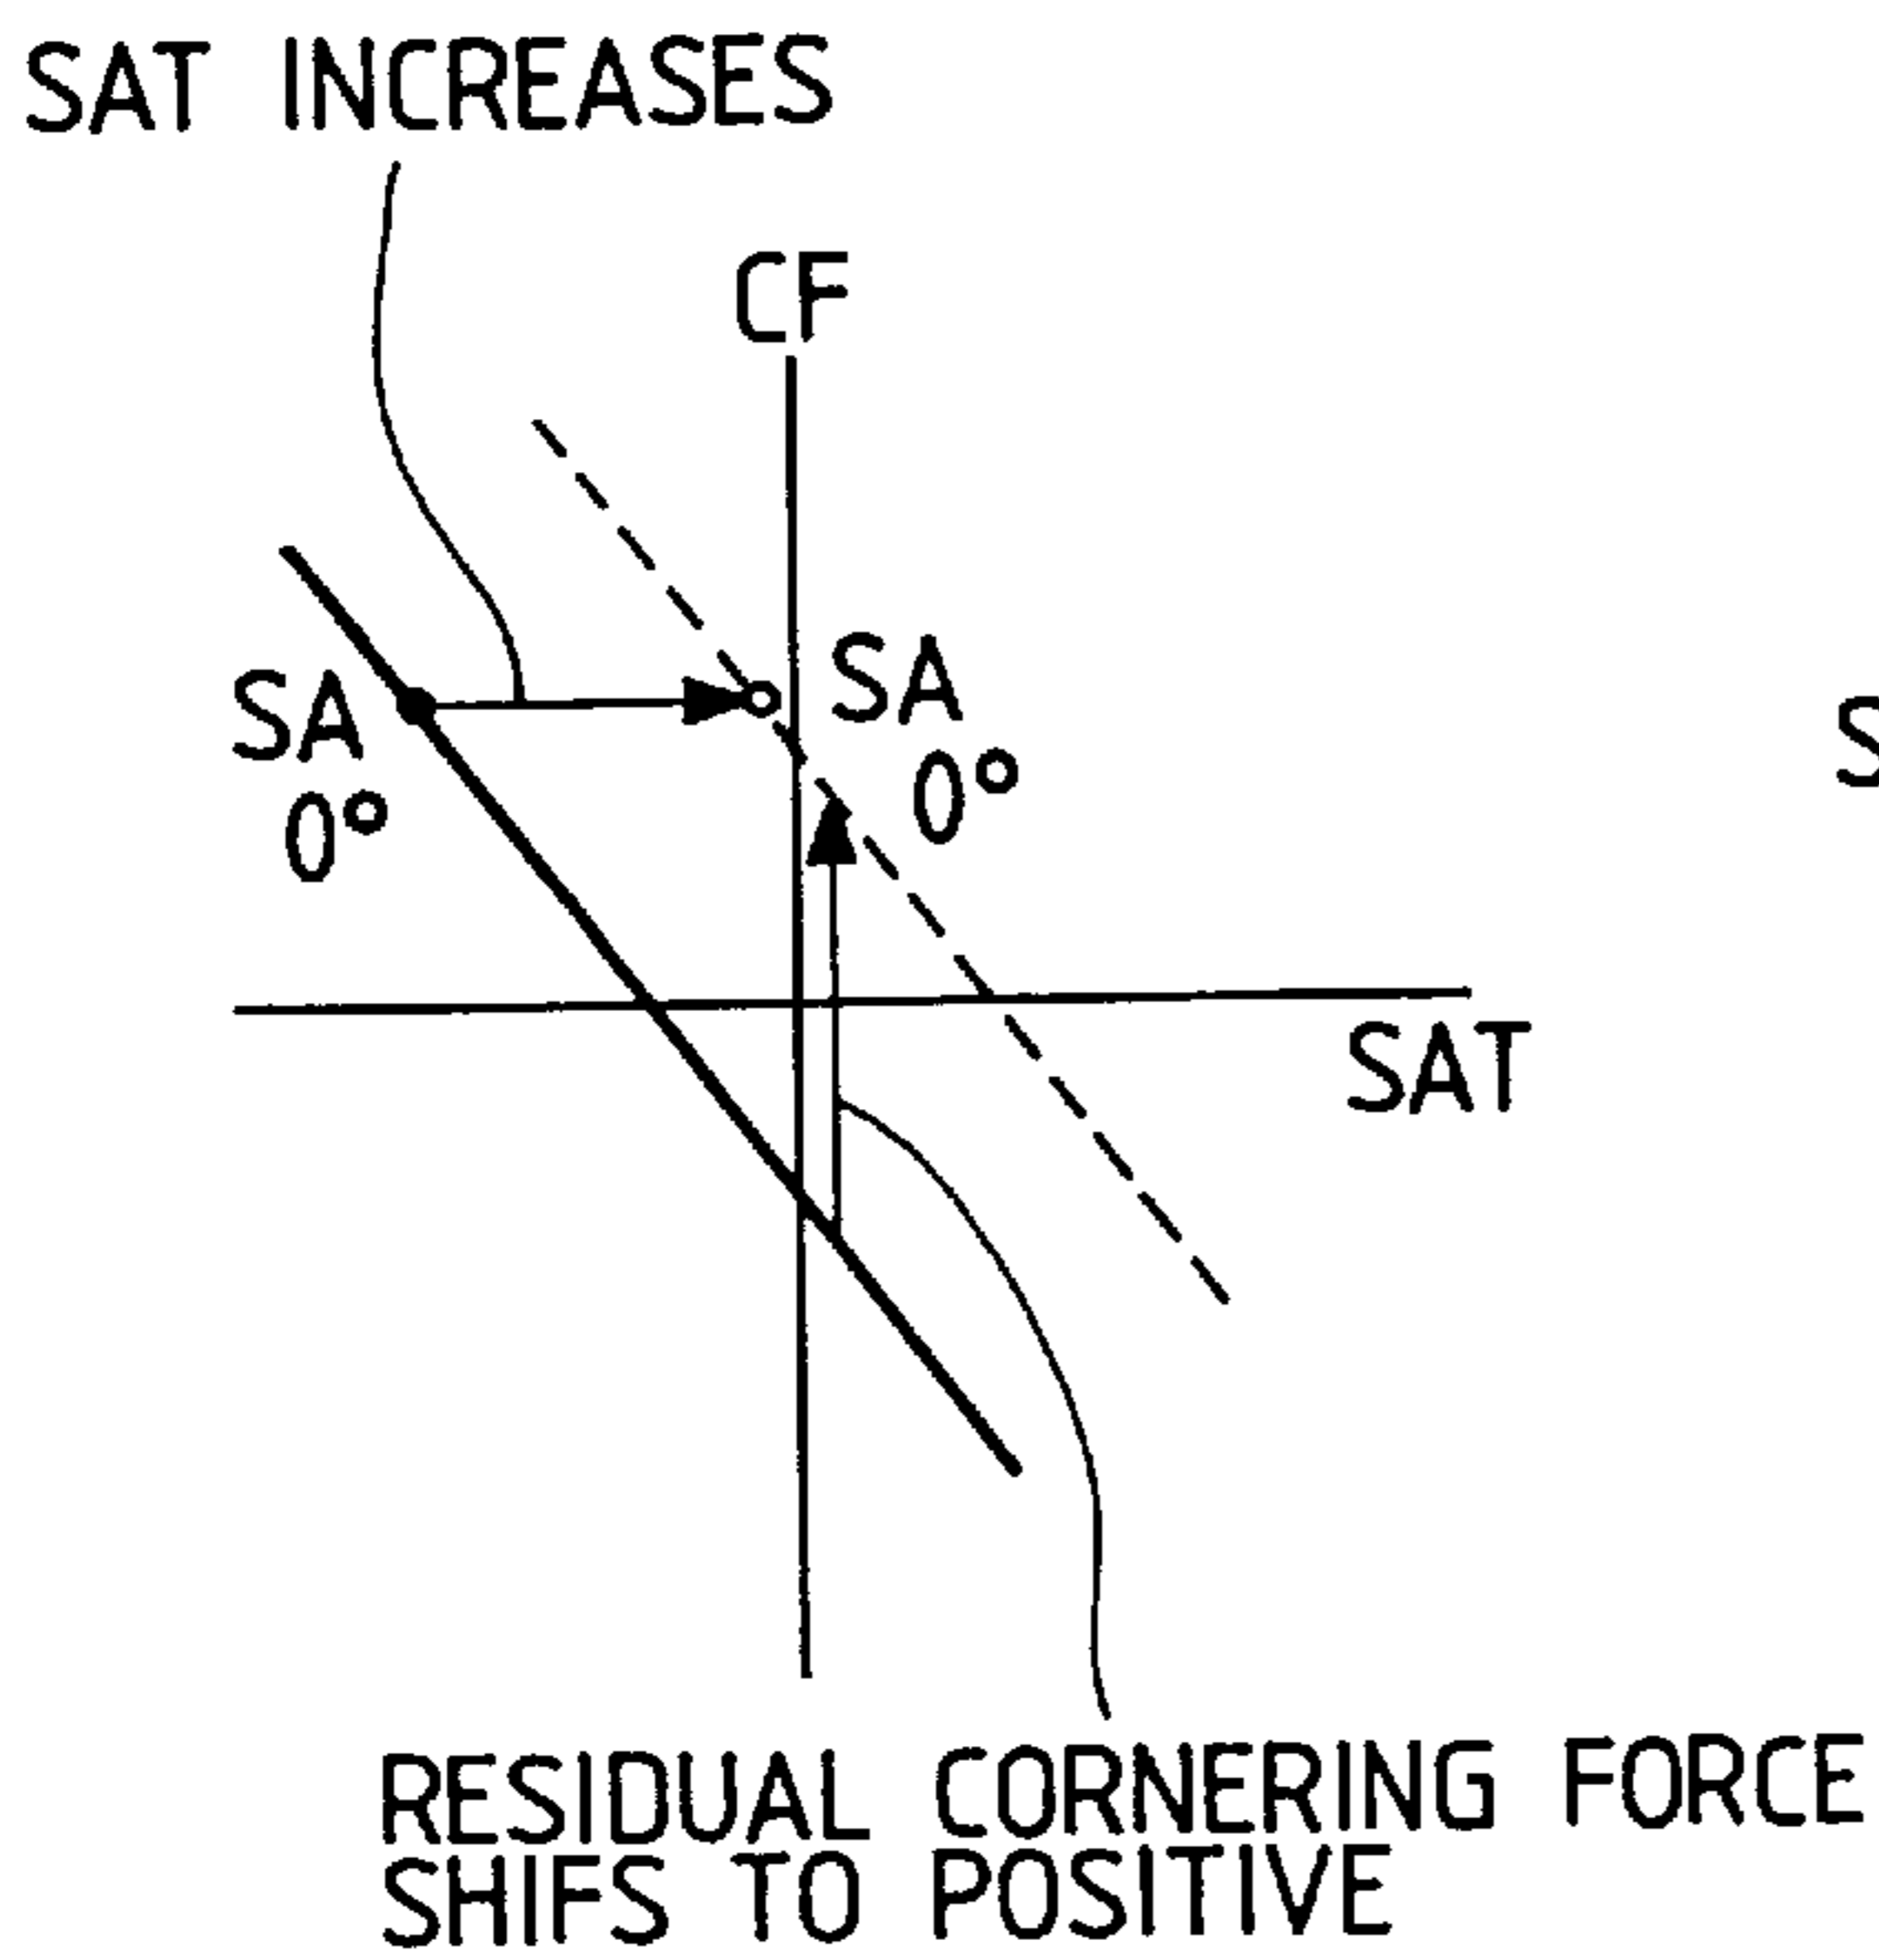 SAT INCREASES
CF
SA
0°
SA
0°
SAT
RESIDUAL CORNERING FORCE
SHIFS TO POSITIVE